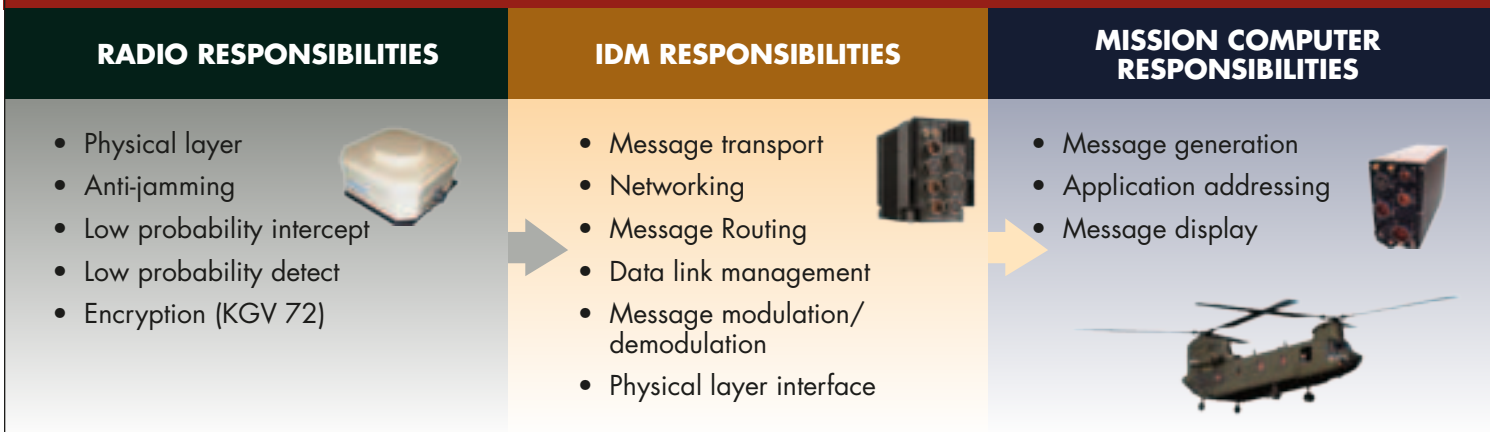 RADIO RESPONSIBILITIES
• Physical layer
• Anti-jamming
• Low probability intercept
• Low probability detect
• Encryption (KGV 72)
IDM RESPONSIBILITIES
• Message transport
• Networking
• Message Routing
• Data link management
• Message modulation/
demodulation
• Physical layer interface
MISSION COMPUTER
RESPONSIBILITIES
• Message generation
• Application addressing
• Message display